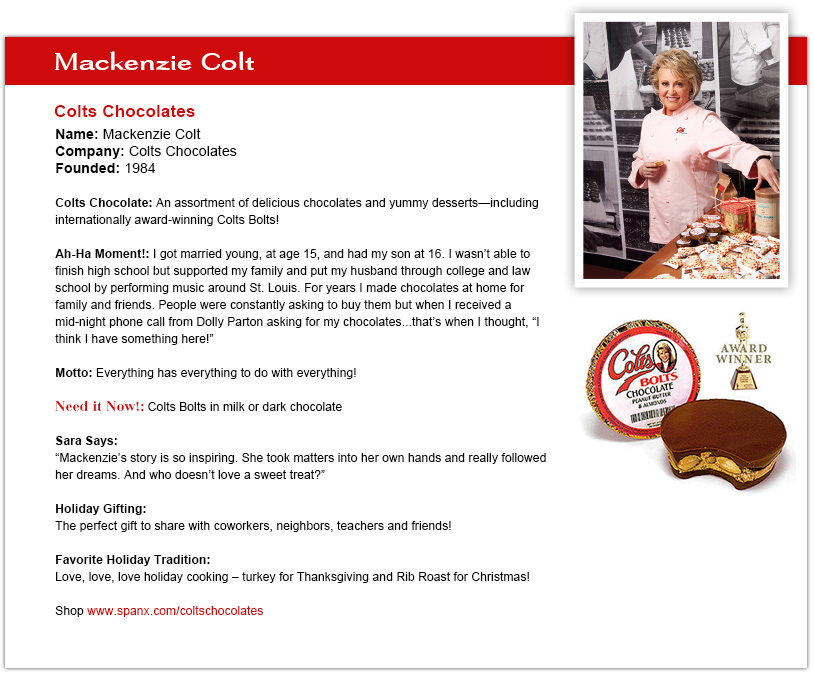 Mackenzie Colt
Colts Chocolates
Name: Mackenzie Colt
Company: Colts Chocolates
Founded: 1984
Colts Chocolate: An assortment of delicious chocolates and yummy desserts—including
internationally award-winning Colts Bolts!
Ah-Ha Moment!: I got married young, at age 15, and had my son at 16. I wasn’t able to
finish high school but supported my family and put my husband through college and law
school by performing music around St. Louis. For years I made chocolates at home for
family and friends. People were constantly asking to buy them but when I received a
mid-night phone call from Dolly Parton asking for my chocolates...that’s when I thought, “I
think I have something here!”
Motto: Everything has everything to do with everything!
Need it Now!: Colts Bolts in milk or dark chocolate
Sara Says:
“Mackenzie’s story is so inspiring. She took matters into her own hands and really followed
her dreams. And who doesn’t love a sweet treat?”
Holiday Gifting:
The perfect gift to share with coworkers, neighbors, teachers and friends!
Favorite Holiday Tradition:
Love, love, love holiday cooking – turkey for Thanksgiving and Rib Roast for Christmas!
Shop www.spanx.com/coltschocolates
AWARD
WINNER
Colts
BOLTS
CHOCOLATE
PEANUT BUTTER
& ALMONDS